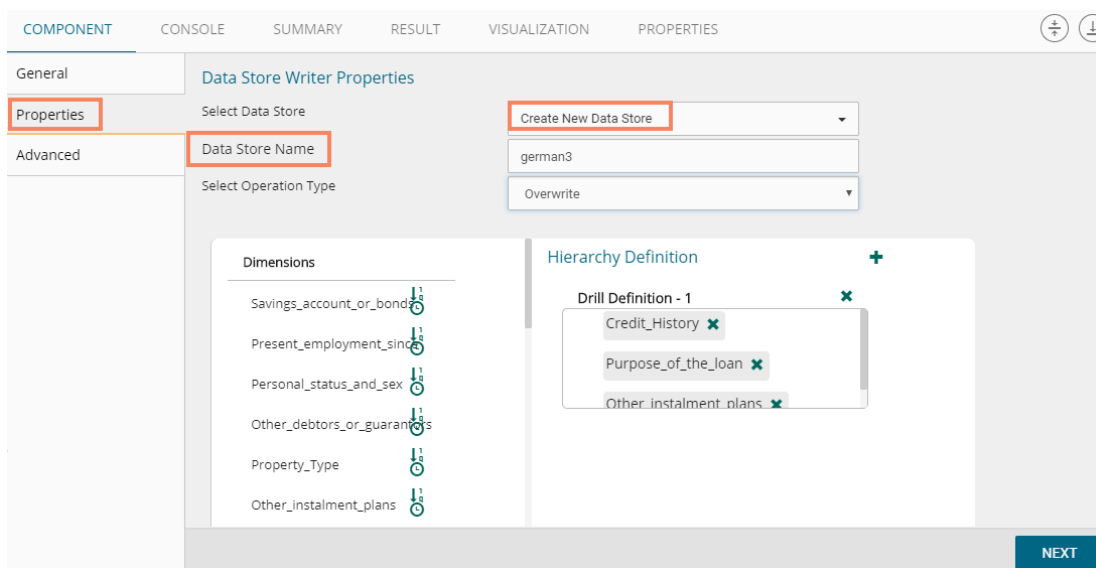 COMPONENT CONSOLE SUMMARY RESULT VISUALIZATION PROPERTIES
General
Properties
Advanced
Data Store Writer Properties
Select Data Store
Create New Data Store
Data Store Name
german3
Select Operation Type
Overwrite
Dimensions
Savings_account_or_bonds
Present_employment_since
Personal_status_and_sex
Other_debtors_or_guarantors
Property_Type
Other_instalment_plans
Hierarchy Definition
Drill Definition - 1
Credit_History
Purpose_of_the_loan
Other_instalment_plans
NEXT